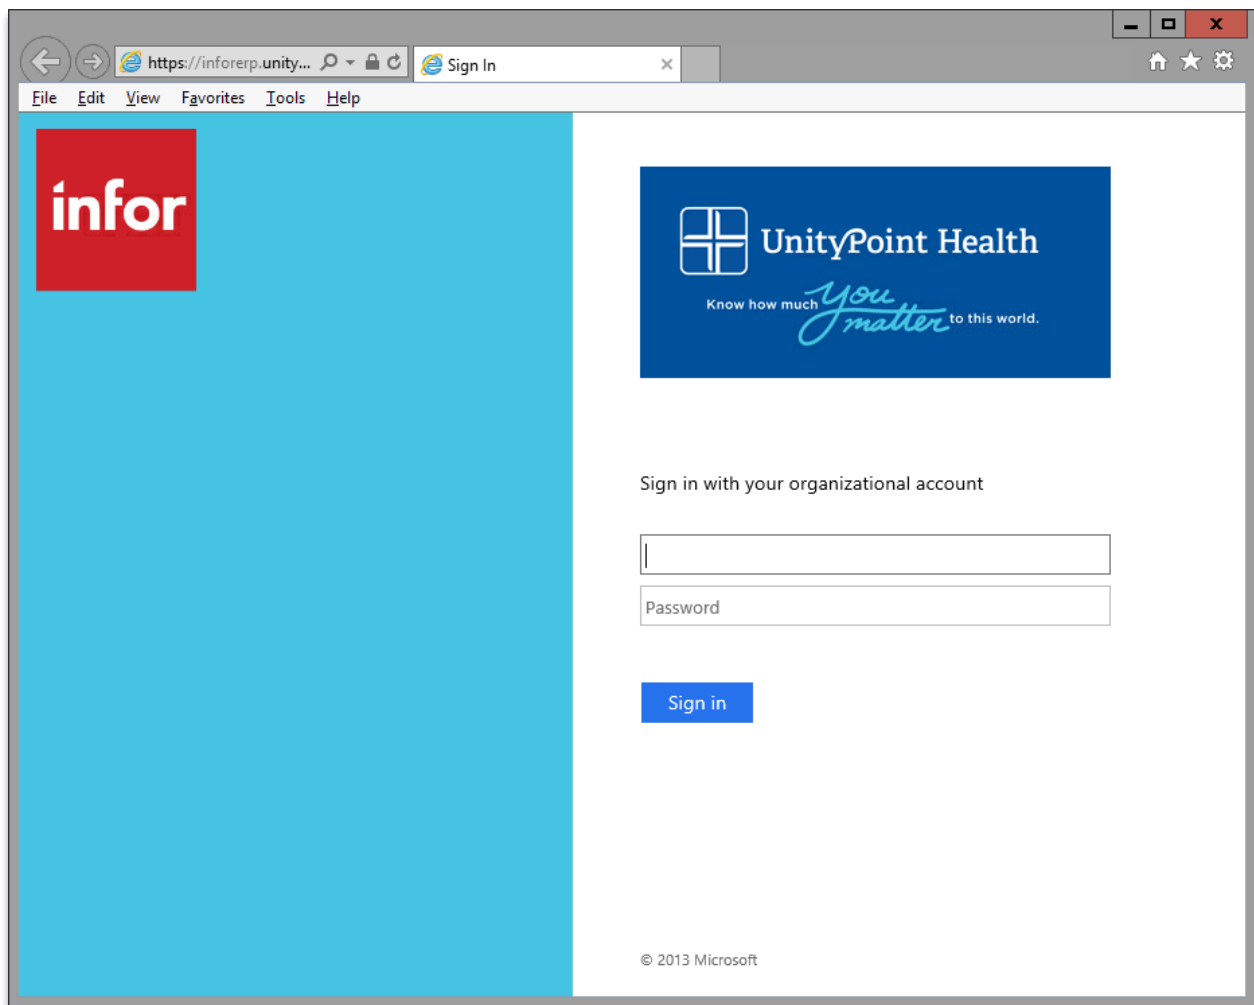 https://inforerp.unity...
Sign In
File Edit View Favorites Tools Help
infor
UnityPoint Health
Know how much you matter to this world.
Sign in with your organizational account
Password
Sign in
© 2013 Microsoft